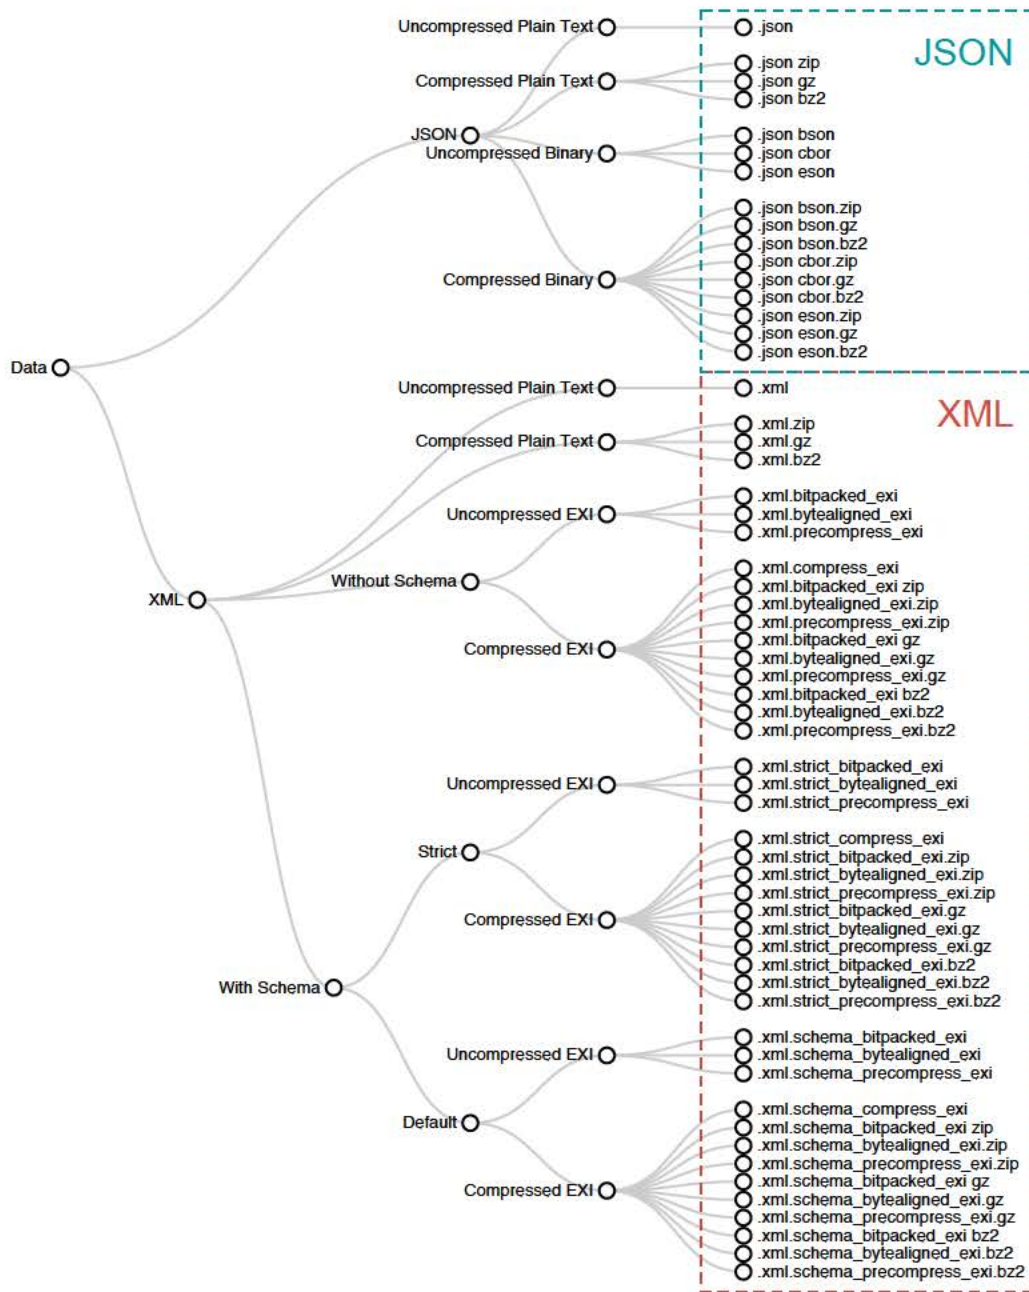 Uncompressed Plain Text
.json
JSON
Compressed Plain Text
.json zip
.json gz
.json bz2
JSON
Uncompressed Binary
.json bson
.json cbor
.json eson
Compressed Binary
.json bson.zip
.json bson.gz
.json bson.bz2
.json cbor.zip
.json cbor.gz
.json cbor.bz2
.json eson.zip
.json eson.gz
.json eson.bz2
Data
Uncompressed Plain Text
.xml
XML
Compressed Plain Text
.xml.zip
.xml.gz
.xml.bz2
Uncompressed EXI
.xml.bitpacked_exi
.xml.bytealigned_exi
.xml.precompress_exi
Without Schema
XML
Compressed EXI
.xml.compress_exi
.xml.bitpacked_exi zip
.xml.bytealigned_exi.zip
.xml.precompress_exi.zip
.xml.bitpacked_exi gz
.xml.bytealigned_exi.gz
.xml.precompress_exi.gz
.xml.bitpacked_exi bz2
.xml.bytealigned_exi.bz2
.xml.precompress_exi.bz2
Uncompressed EXI
.xml.strict_bitpacked_exi
.xml.strict_bytealigned_exi
.xml.strict_precompress_exi
Strict
Compressed EXI
.xml.strict_compress_exi
.xml.strict_bitpacked_exi.zip
.xml.strict_bytealigned_exi.zip
.xml.strict_precompress_exi.zip
.xml.strict_bitpacked_exi.gz
.xml.strict_bytealigned_exi.gz
.xml.strict_precompress_exi.gz
.xml.strict_bitpacked_exi.bz2
.xml.strict_bytealigned_exi.bz2
.xml.strict_precompress_exi.bz2
With Schema
Uncompressed EXI
.xml.schema_bitpacked_exi
.xml.schema_bytealigned_exi
.xml.schema_precompress_exi
Default
Compressed EXI
.xml.schema_compress_exi
.xml.schema_bitpacked_exi zip
.xml.schema_bytealigned_exi.zip
.xml.schema_precompress_exi.zip
.xml.schema_bitpacked_exi gz
.xml.schema_bytealigned_exi.gz
.xml.schema_precompress_exi.gz
.xml.schema_bitpacked_exi bz2
.xml.schema_bytealigned_exi.bz2
.xml.schema_precompress_exi.bz2